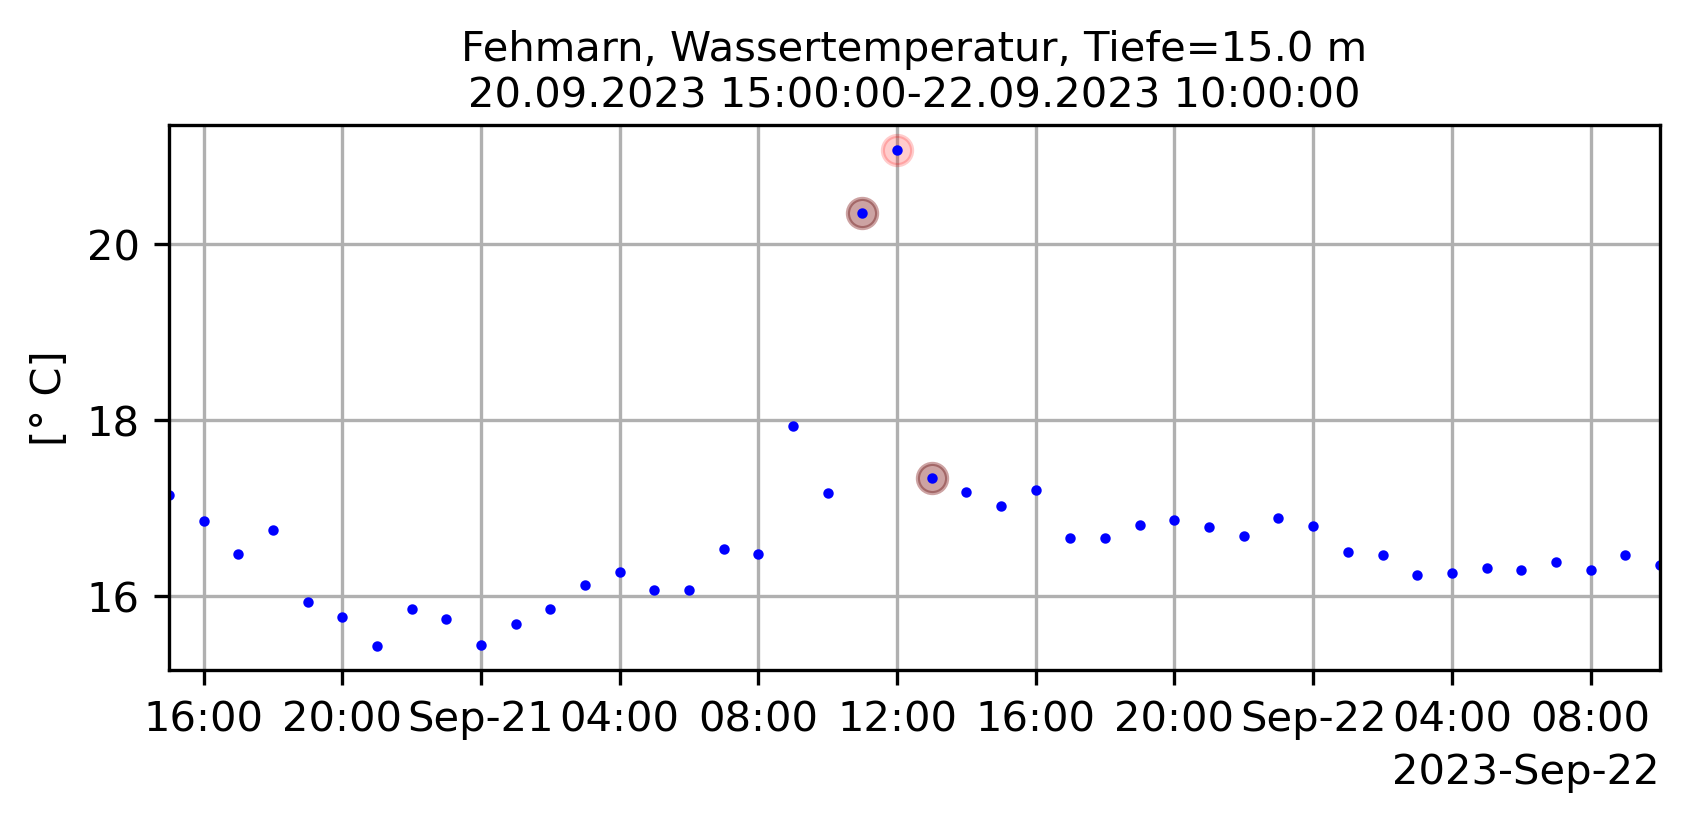 Fehmarn, Wassertemperatur, Tiefe=15.0 m
20.09.2023 15:00:00-22.09.2023 10:00:00
[° C]
20
18
16
16:00 20:00 Sep-21 04:00 08:00 12:00 16:00 20:00 Sep-22 04:00 08:00
2023-Sep-22